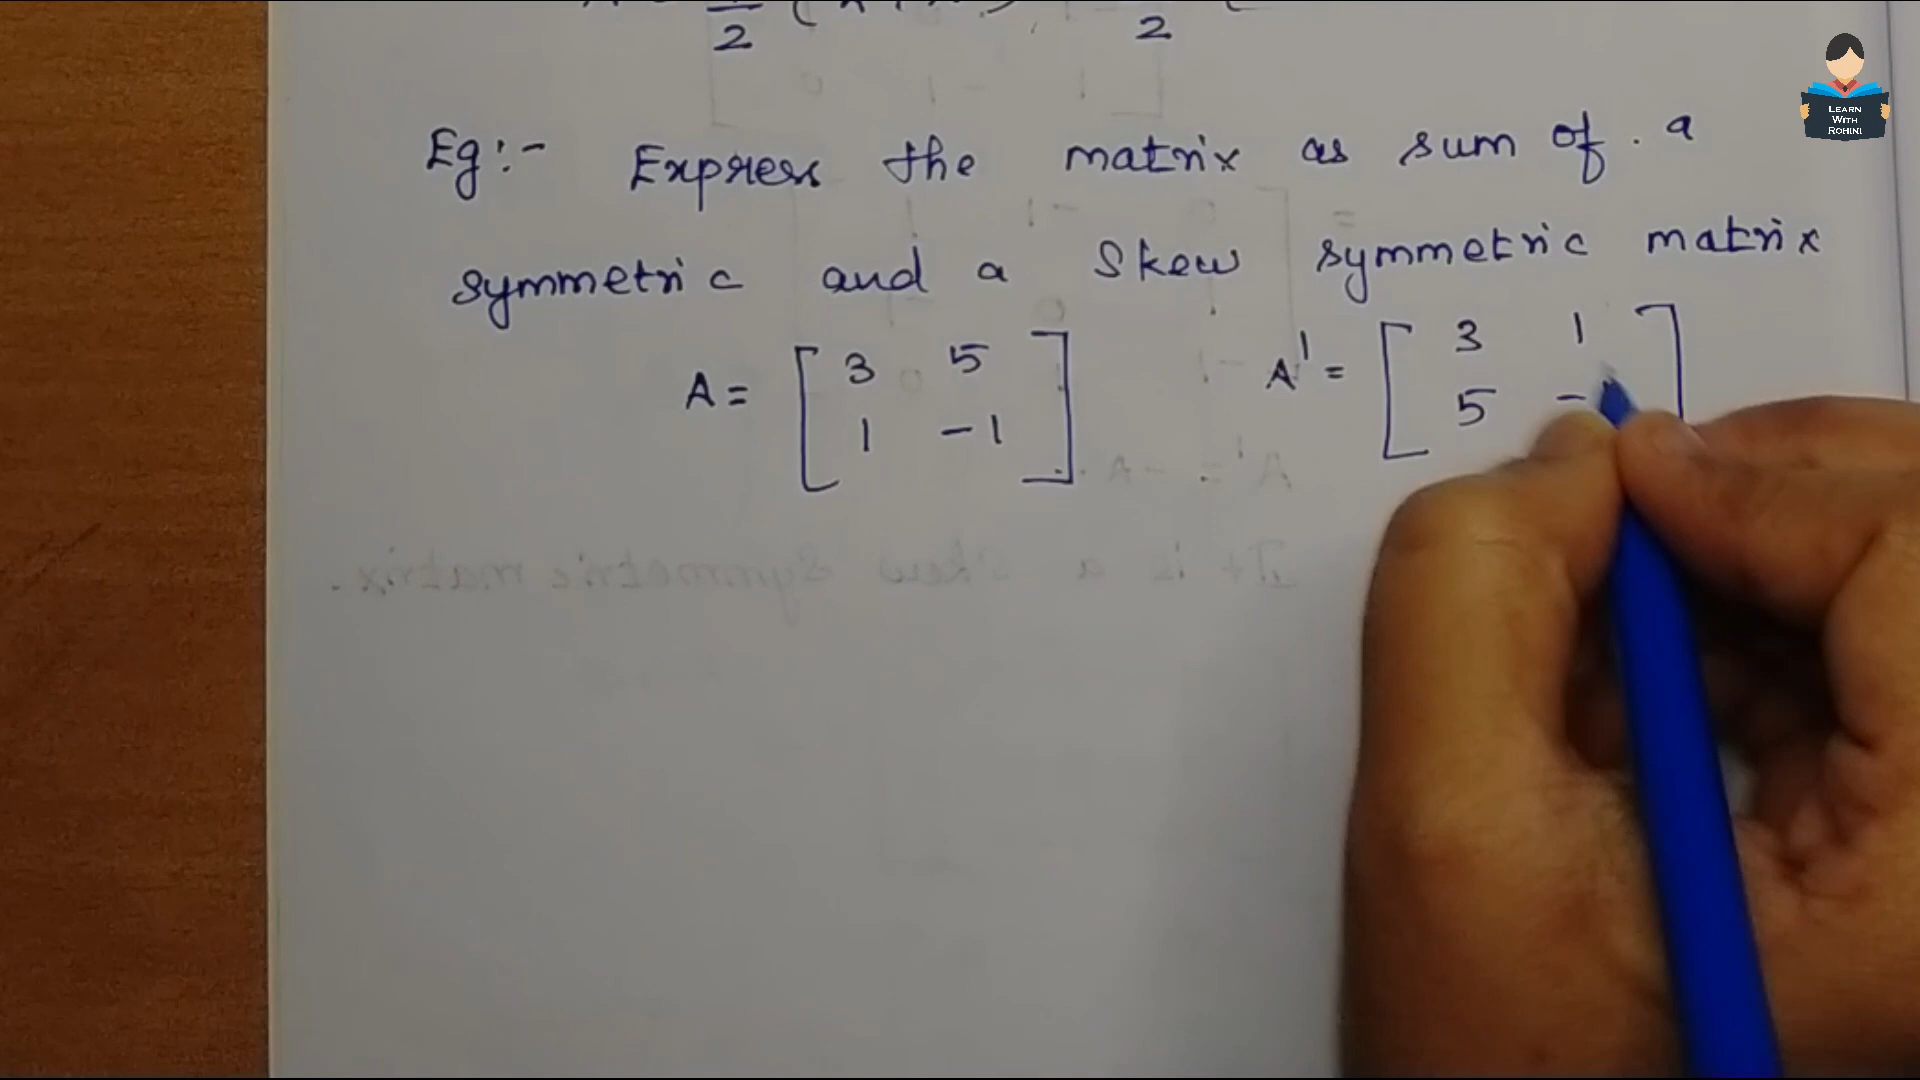 2 2
Eg:- Express the matrix as sum of . a
symmetric and a skew symmetric matrix
A = [ 3 5 A' = [ 3 1
1 -1 ] 5 - ]
LEARN
WITH
ROHINI